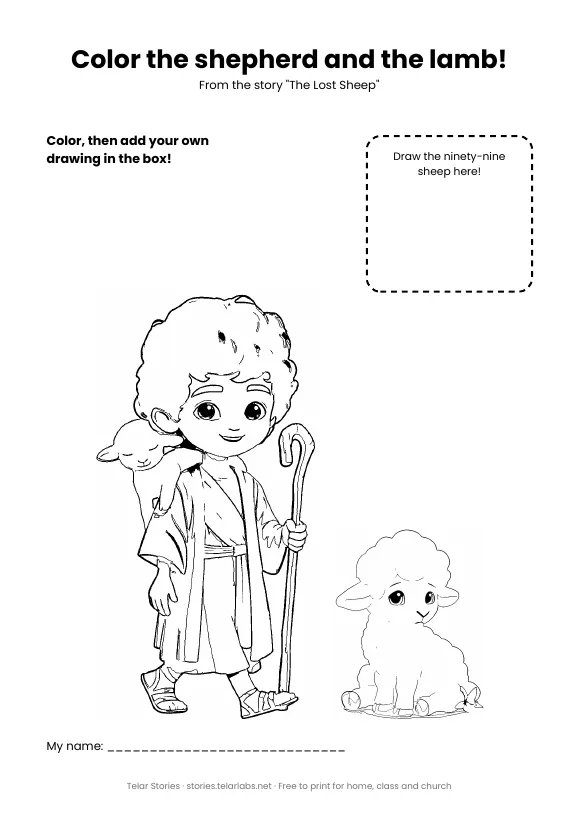 Color the shepherd and the lamb!
From the story "The Lost Sheep"
Color, then add your own
drawing in the box!
Draw the ninety-nine
sheep here!
My name: ____________________________
Telar Stories · stories.telarlabs.net · Free to print for home, class and church